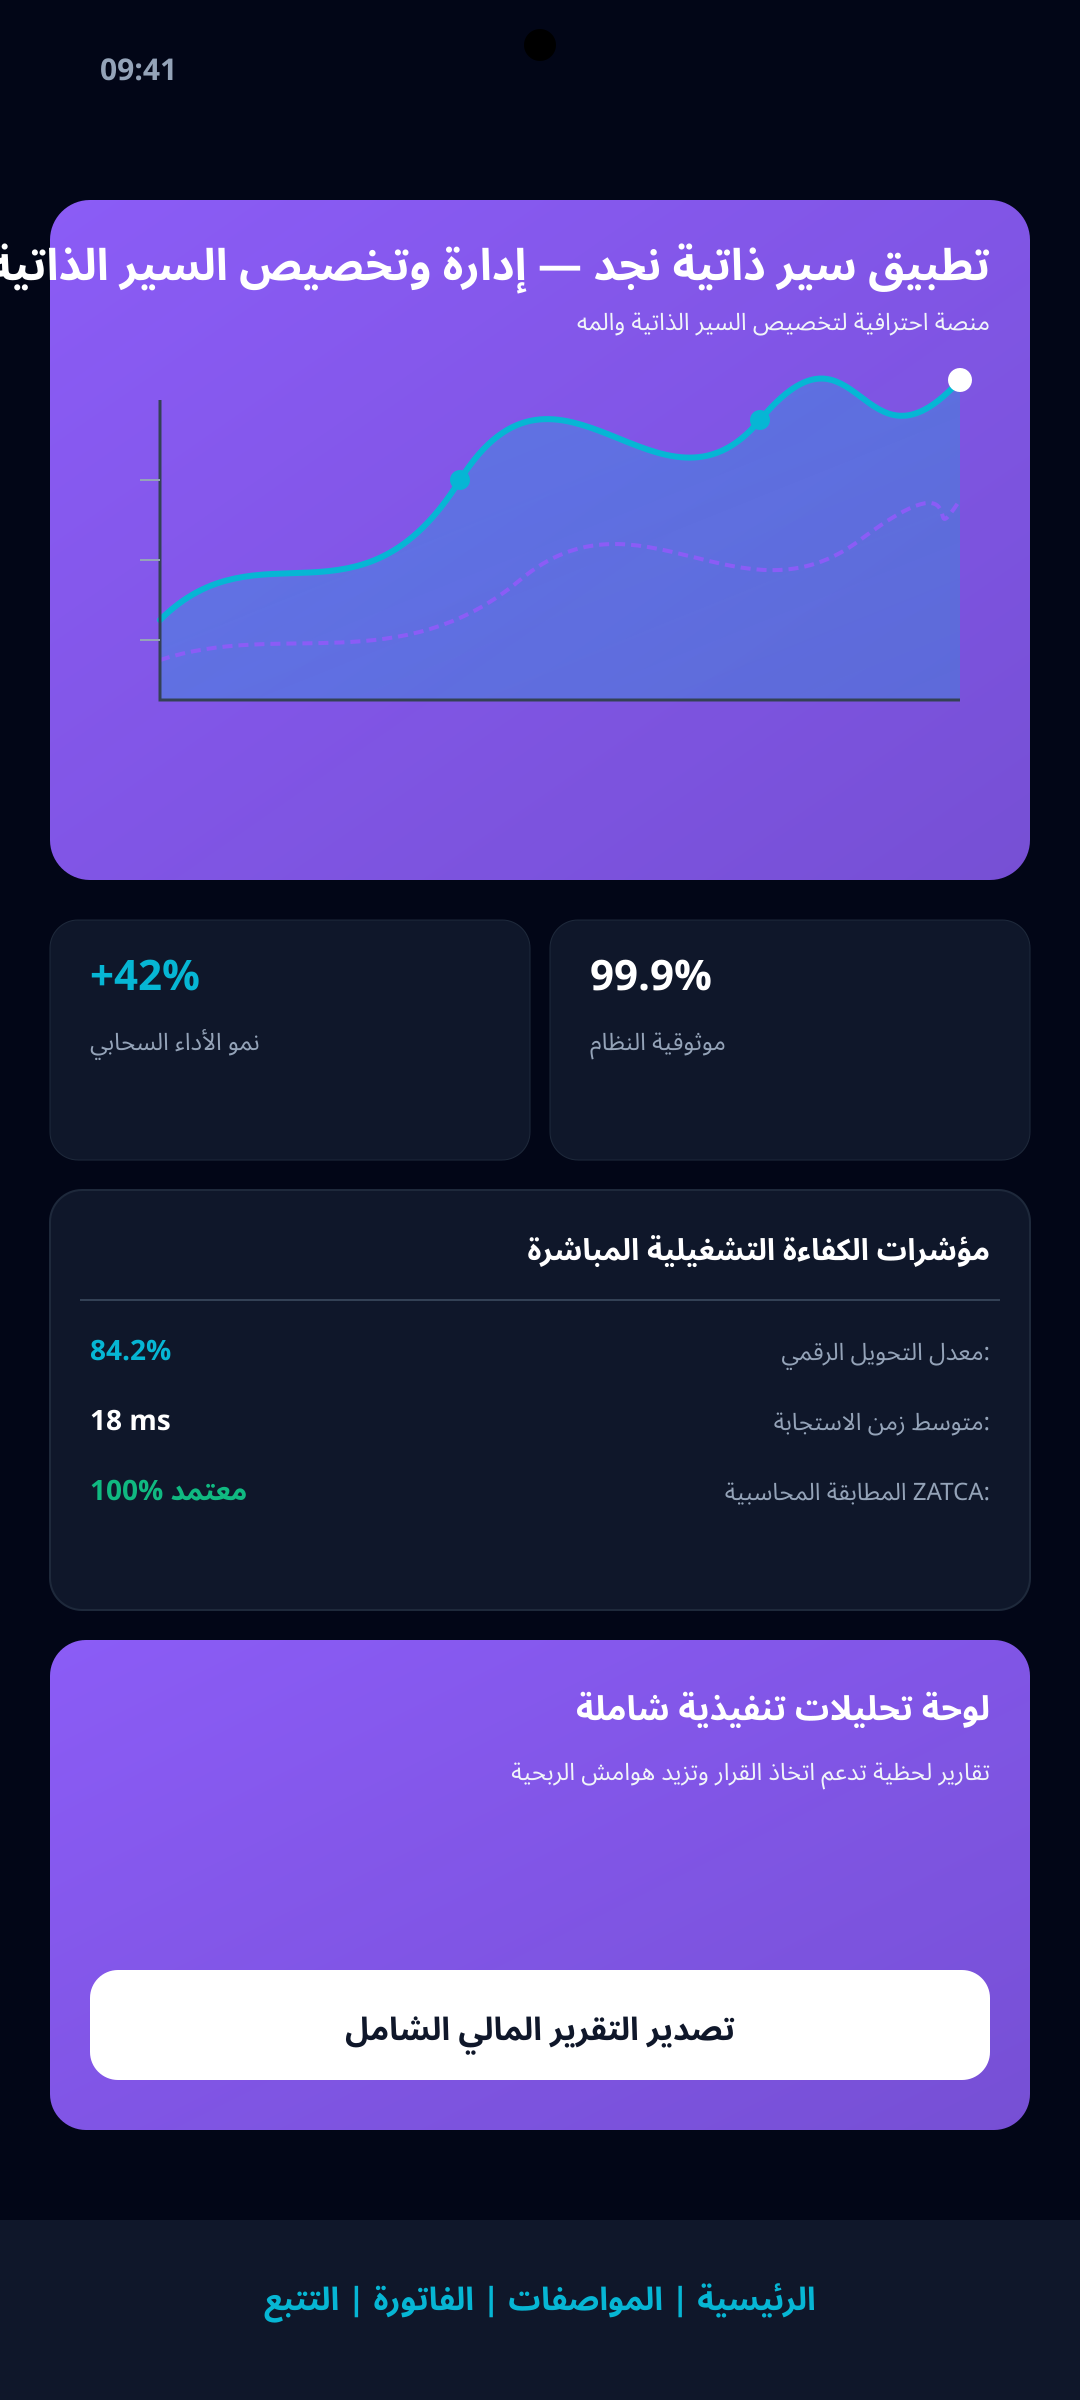 09:41
تطبيق سير ذاتية نجد — إدارة وتخصيص السير الذاتية
منصة احترافية لتخصيص السير الذاتية والمه
99.9%
موثوقية النظام
+42%
نمو الأداء السحابي
مؤشرات الكفاءة التشغيلية المباشرة
معدل التحويل الرقمي:
84.2%
متوسط زمن الاستجابة:
18 ms
المطابقة المحاسبية ZATCA:
100% معتمد
لوحة تحليلات تنفيذية شاملة
تقارير لحظية تدعم اتخاذ القرار وتزيد هوامش الربحية
تصدير التقرير المالي الشامل
الرئيسية | المواصفات | الفاتورة | التتبع